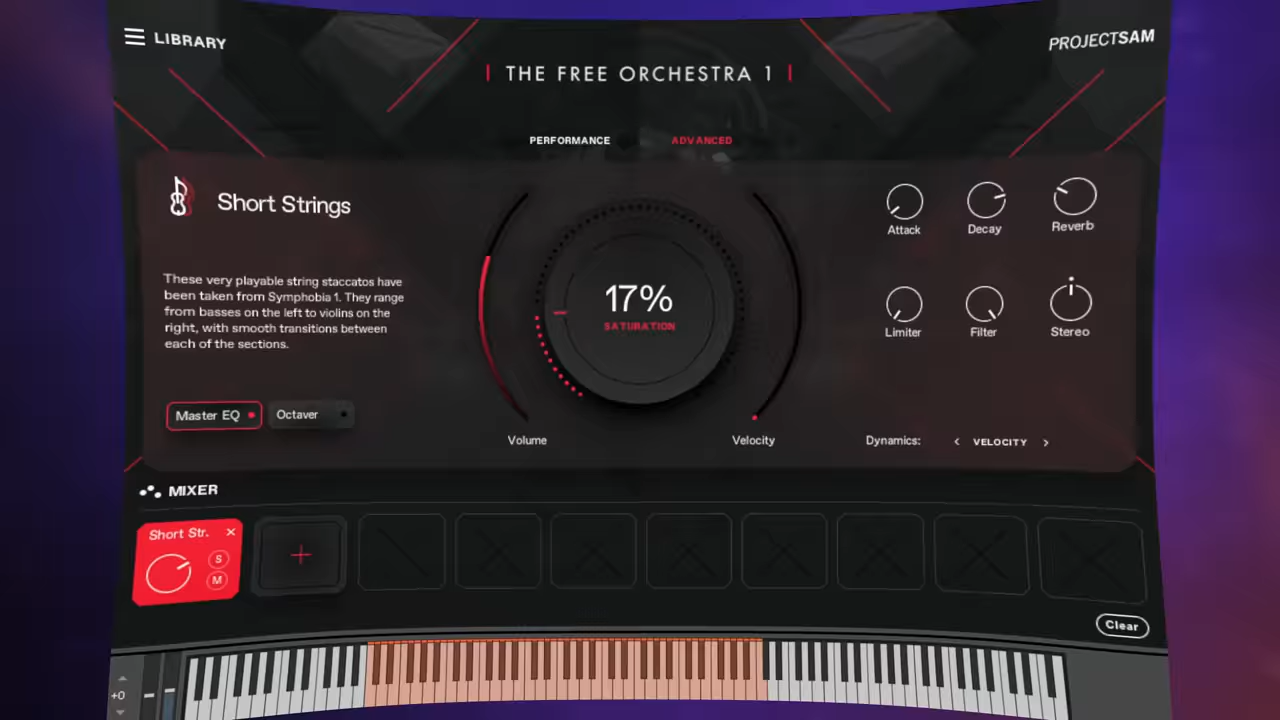 LIBRARY
PROJECTSAM
THE FREE ORCHESTRA 1
PERFORMANCE
ADVANCED
Short Strings
Attack
Decay
Reverb
These very playable string staccatos have
been taken from Symphobia 1. They range
from basses on the left to violins on the
right, with smooth transitions between
each of the sections.
17%
SATURATION
Limiter
Filter
Stereo
Master EQ
Octaver
Volume
Velocity
Dynamics:
< VELOCITY >
MIXER
Short Str. ×
S
M
+
Clear
+0